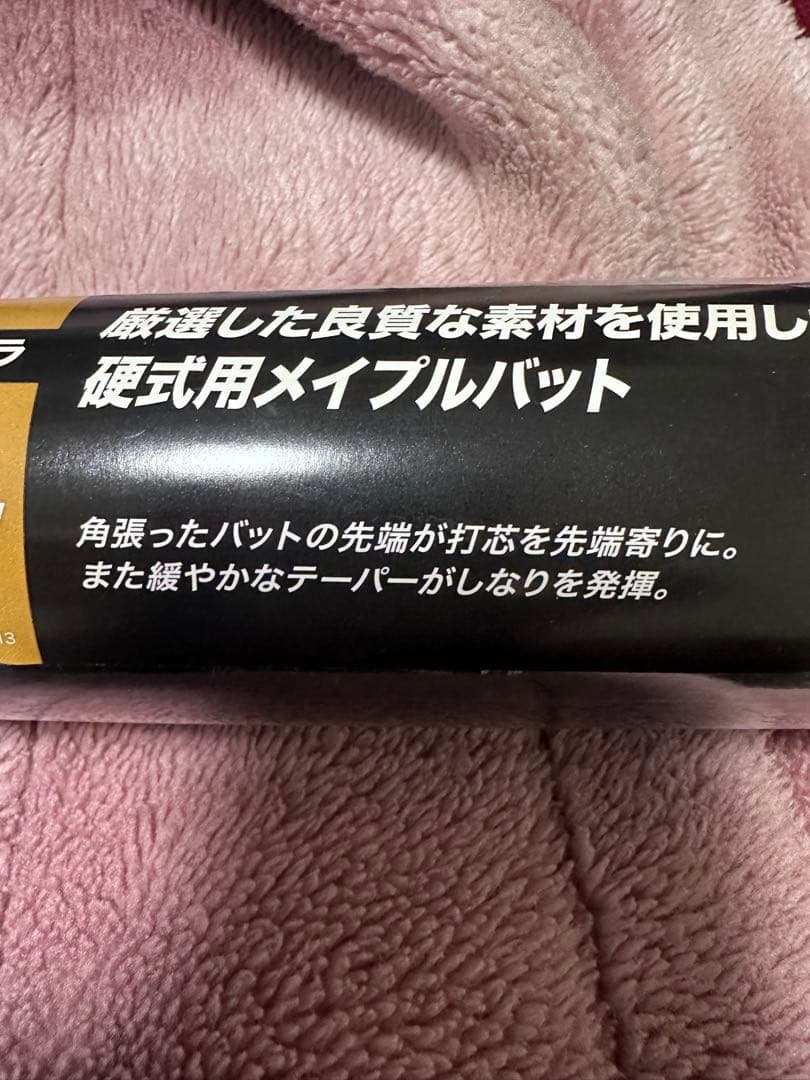 厳選した良質な素材を使用し
硬式用メイプルバット
角張ったバットの先端が打芯を先端寄りに。
また緩やかなテーパーがしなりを発揮。
ラ
13